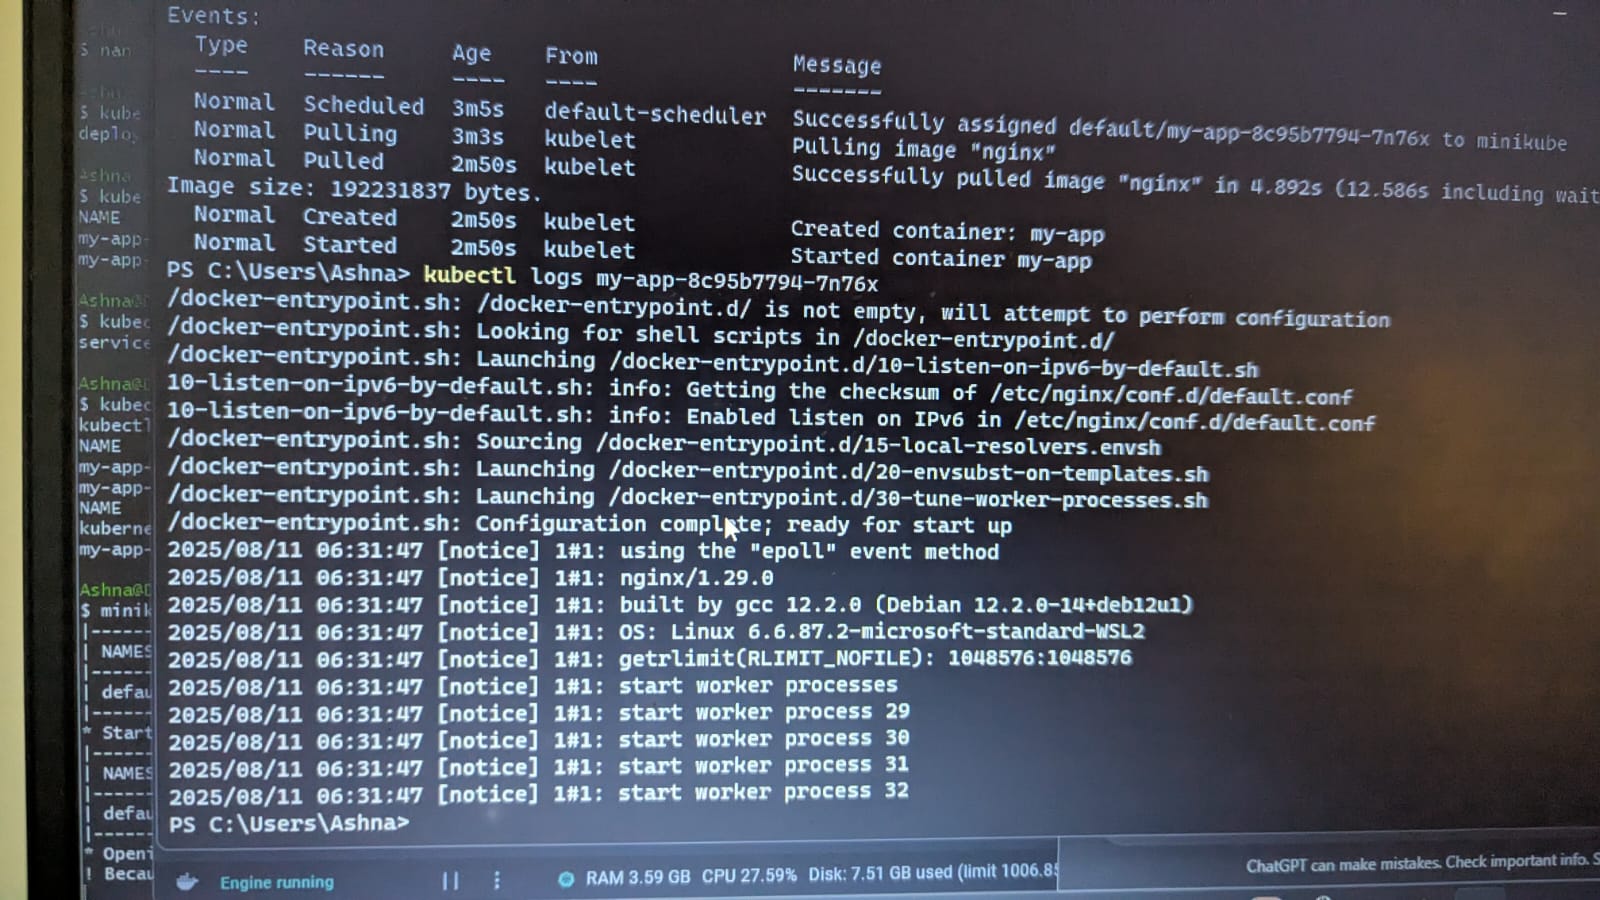 Events:
Type Reason Age From Message
---- ------ ---- ---- -------
Normal Scheduled 3m5s default-scheduler Successfully assigned default/my-app-8c95b7794-7n76x to minikube
Normal Pulling 3m3s kubelet Pulling image "nginx"
Normal Pulled 2m50s kubelet Successfully pulled image "nginx" in 4.892s (12.586s including wait
Image size: 192231837 bytes.
Normal Created 2m50s kubelet Created container: my-app
Normal Started 2m50s kubelet Started container my-app
PS C:\Users\Ashna> kubectl logs my-app-8c95b7794-7n76x
/docker-entrypoint.sh: /docker-entrypoint.d/ is not empty, will attempt to perform configuration
/docker-entrypoint.sh: Looking for shell scripts in /docker-entrypoint.d/
/docker-entrypoint.sh: Launching /docker-entrypoint.d/10-listen-on-ipv6-by-default.sh
10-listen-on-ipv6-by-default.sh: info: Getting the checksum of /etc/nginx/conf.d/default.conf
10-listen-on-ipv6-by-default.sh: info: Enabled listen on IPv6 in /etc/nginx/conf.d/default.conf
/docker-entrypoint.sh: Sourcing /docker-entrypoint.d/15-local-resolvers.envsh
/docker-entrypoint.sh: Launching /docker-entrypoint.d/20-envsubst-on-templates.sh
/docker-entrypoint.sh: Launching /docker-entrypoint.d/30-tune-worker-processes.sh
/docker-entrypoint.sh: Configuration complete; ready for start up
2025/08/11 06:31:47 [notice] 1#1: using the "epoll" event method
2025/08/11 06:31:47 [notice] 1#1: nginx/1.29.0
2025/08/11 06:31:47 [notice] 1#1: built by gcc 12.2.0 (Debian 12.2.0-14+deb12u1)
2025/08/11 06:31:47 [notice] 1#1: OS: Linux 6.6.87.2-microsoft-standard-WSL2
2025/08/11 06:31:47 [notice] 1#1: getrlimit(RLIMIT_NOFILE): 1048576:1048576
2025/08/11 06:31:47 [notice] 1#1: start worker processes
2025/08/11 06:31:47 [notice] 1#1: start worker process 29
2025/08/11 06:31:47 [notice] 1#1: start worker process 30
2025/08/11 06:31:47 [notice] 1#1: start worker process 31
2025/08/11 06:31:47 [notice] 1#1: start worker process 32
PS C:\Users\Ashna>
$ nan
$ kube
deplo
Ashna
$ kube
NAME
my-app-
my-app-
Ashna@
$ kubec
service
Ashna@
$ kubec
kubectl
NAME
my-app-
my-app-
NAME
kuberne
my-app-
Ashna@
$ minik
|------
| NAMES
|------
| defau
|------
* Start
|------
| NAMES
|------
| defau
|------
* Openi
! Becau
Engine running
RAM 3.59 GB CPU 27.59% Disk: 7.51 GB used (limit 1006.85
ChatGPT can make mistakes. Check important info. S